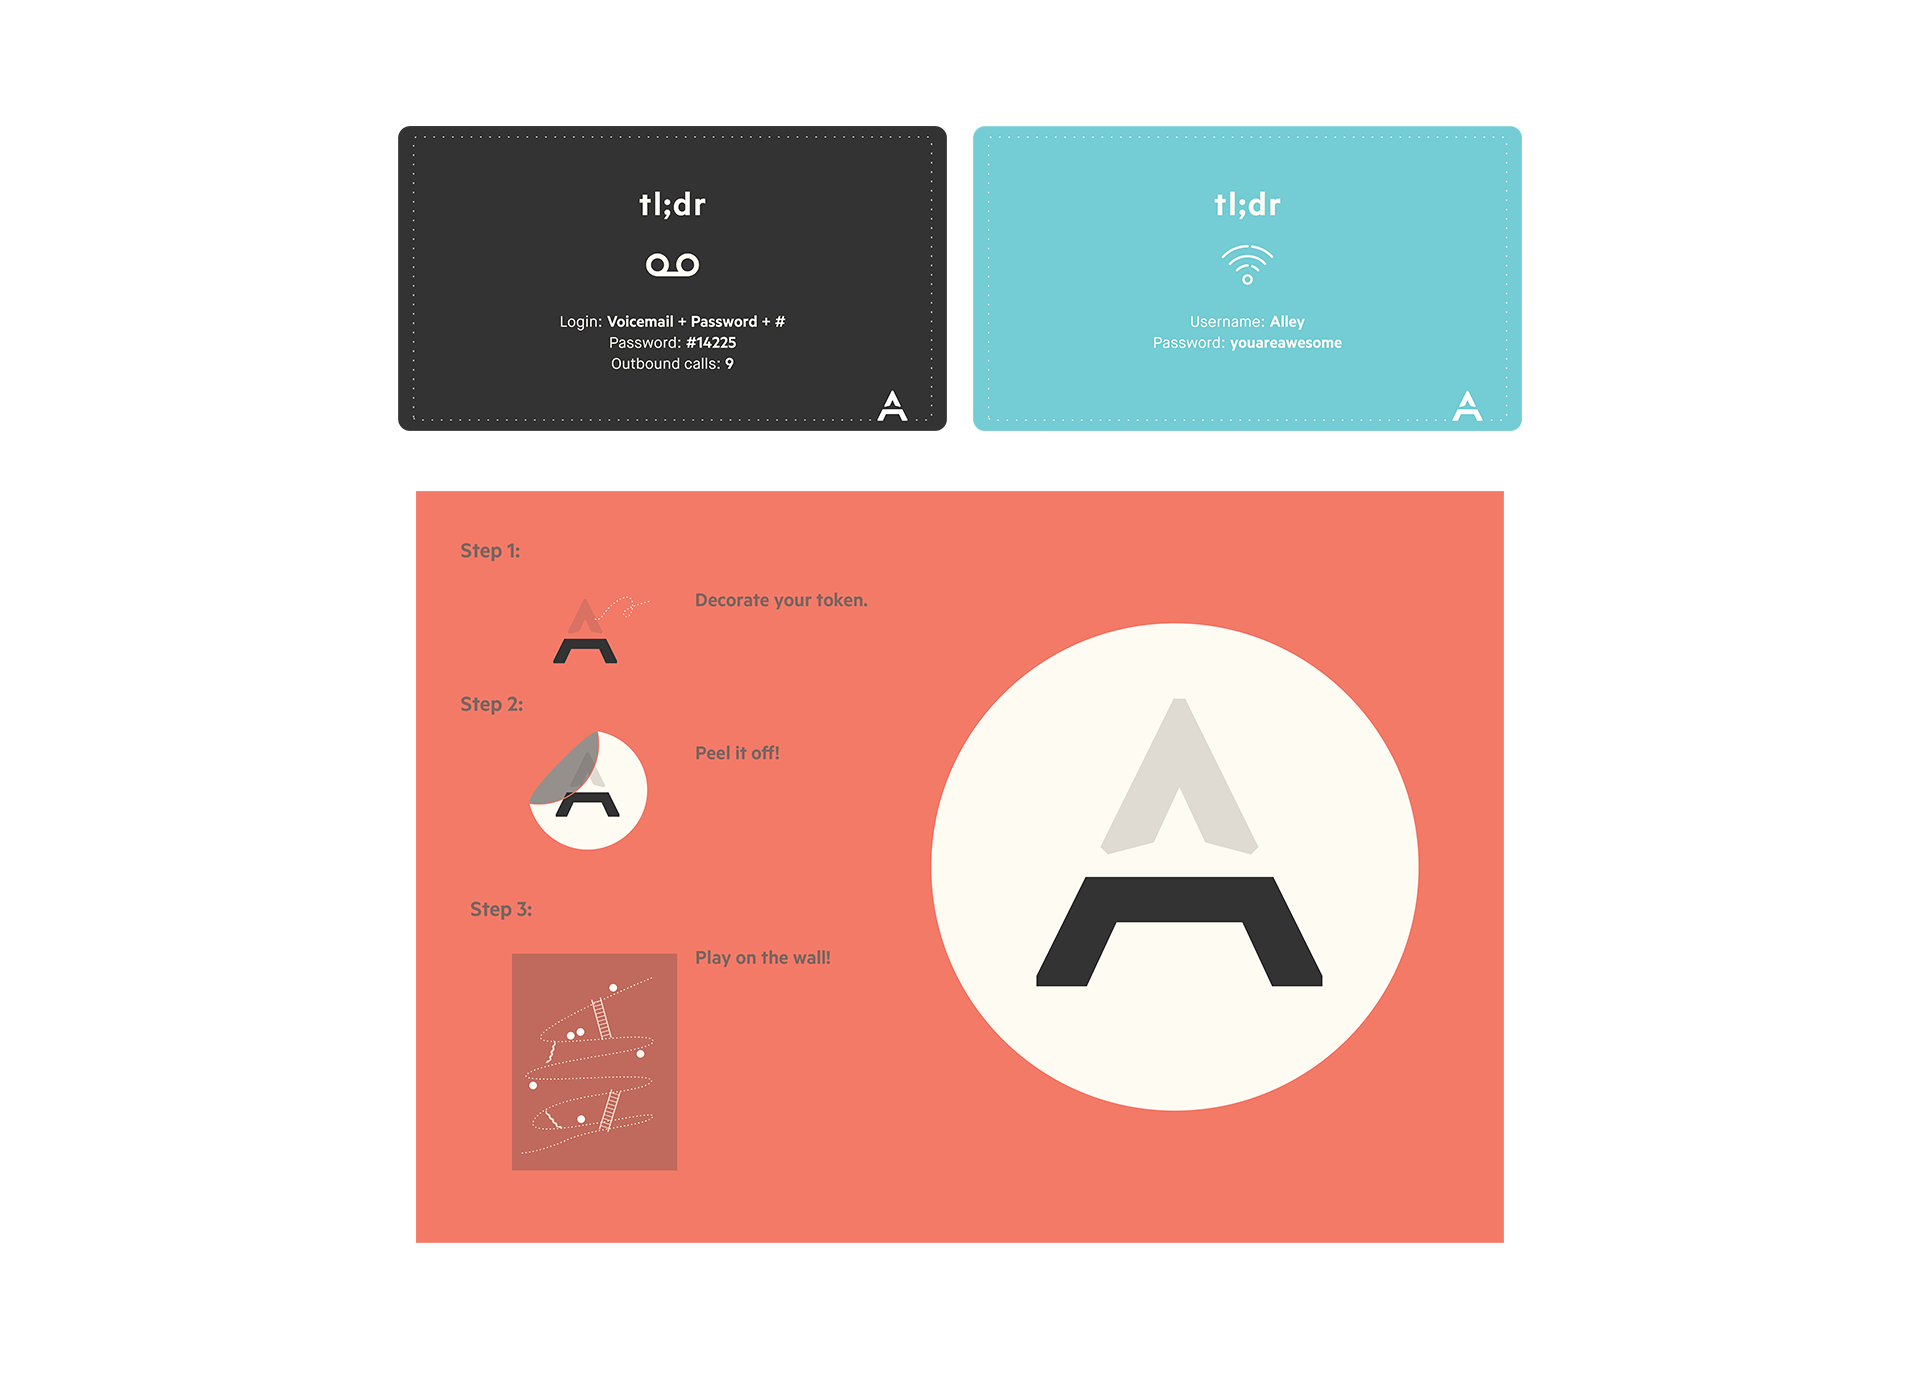 tl;dr
Login: Voicemail + Password + #
Password: #14225
Outbound calls: 9
tl;dr
Username: Alley
Password: youareawesome
Step 1:
Decorate your token.
Step 2:
Peel it off!
Step 3:
Play on the wall!